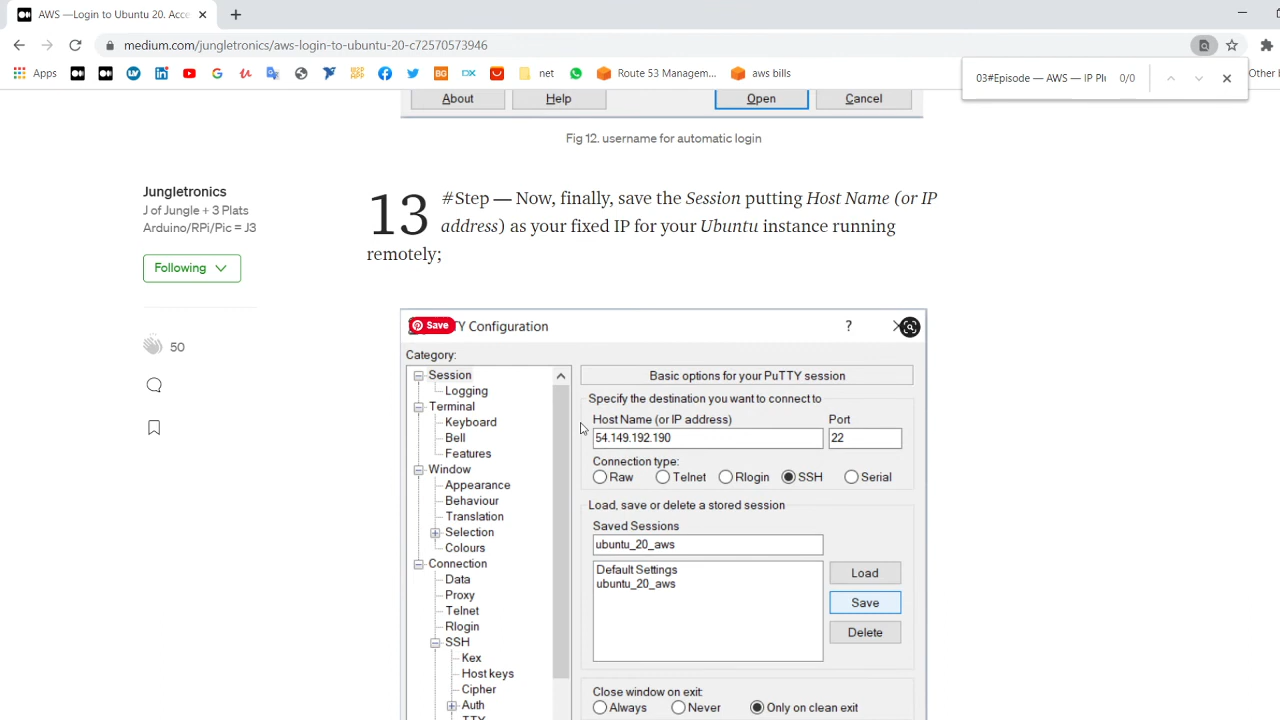 AWS —Login to Ubuntu 20. Acce
medium.com/jungletronics/aws-login-to-ubuntu-20-c72570573946
Apps
net
Route 53 Managem...
aws bills
Other b
03#Episode — AWS — IP Pl
0/0
About
Help
Open
Cancel
Fig 12. username for automatic login
Jungletronics
J of Jungle + 3 Plats
Arduino/RPi/Pic = J3
Following
50
13 #Step — Now, finally, save the Session putting Host Name (or IP
address) as your fixed IP for your Ubuntu instance running
remotely;
Save
TY Configuration
?
Category:
Session
Logging
Terminal
Keyboard
Bell
Features
Window
Appearance
Behaviour
Translation
Selection
Colours
Connection
Data
Proxy
Telnet
Rlogin
SSH
Kex
Host keys
Cipher
Auth
TTY
Basic options for your PuTTY session
Specify the destination you want to connect to
Host Name (or IP address)
Port
54.149.192.190
22
Connection type:
Raw
Telnet
Rlogin
SSH
Serial
Load, save or delete a stored session
Saved Sessions
ubuntu_20_aws
Default Settings
ubuntu_20_aws
Load
Save
Delete
Close window on exit:
Always
Never
Only on clean exit